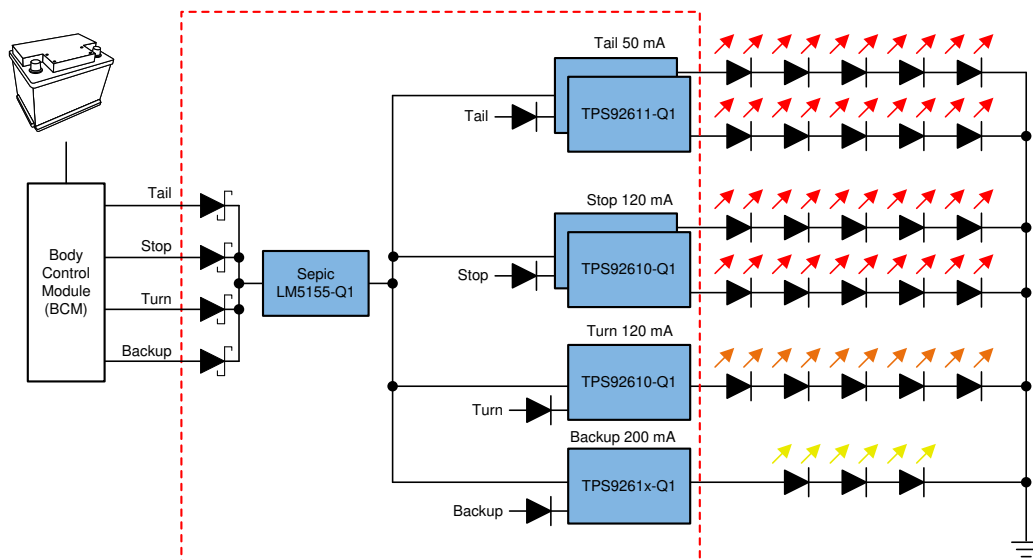 Tail 50 mA
TPS92611-Q1
Tail
Tail
Stop
Turn
Backup
Body
Control
Module
(BCM)
Sepic
LM5155-Q1
Stop 120 mA
TPS92610-Q1
Stop
Turn 120 mA
TPS92610-Q1
Turn
Backup 200 mA
TPS9261x-Q1
Backup